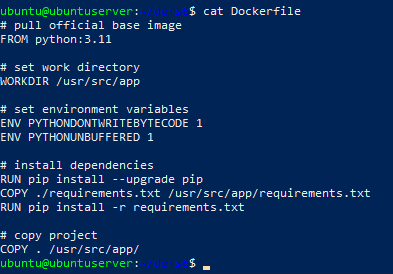 ubuntu@ubuntuserver:$ cat Dockerfile
# pull official base image
FROM python:3.11
# set work directory
WORKDIR /usr/src/app
# set environment variables
ENV PYTHONDONTWRITEBYTECODE 1
ENV PYTHONUNBUFFERED 1
# install dependencies
RUN pip install --upgrade pip
COPY ./requirements.txt /usr/src/app/requirements.txt
RUN pip install -r requirements.txt
# copy project
COPY . /usr/src/app/
ubuntu@ubuntuserver:$